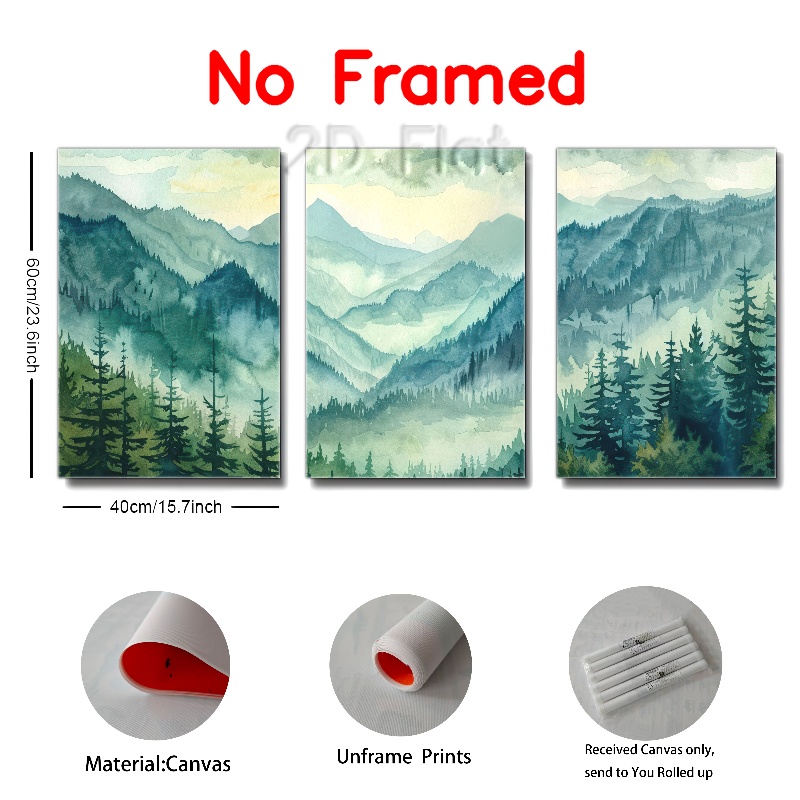 No Framed
2D Flat
60cm/23.6inch
40cm/15.7inch
Material:Canvas
Unframe Prints
Received Canvas only,
send to You Rolled up